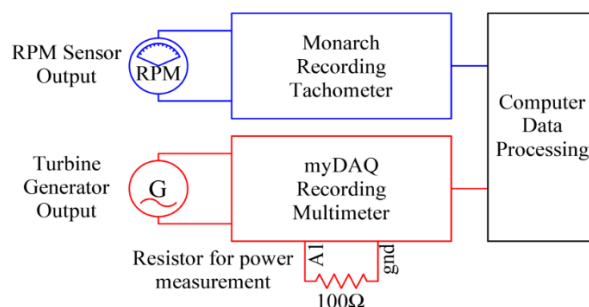 RPM Sensor
Output
RPM
Monarch
Recording
Tachometer
Computer
Data
Processing
Turbine
Generator
Output
G
myDAQ
Recording
Multimeter
Resistor for power
measurement
A1
gnd
100Ω